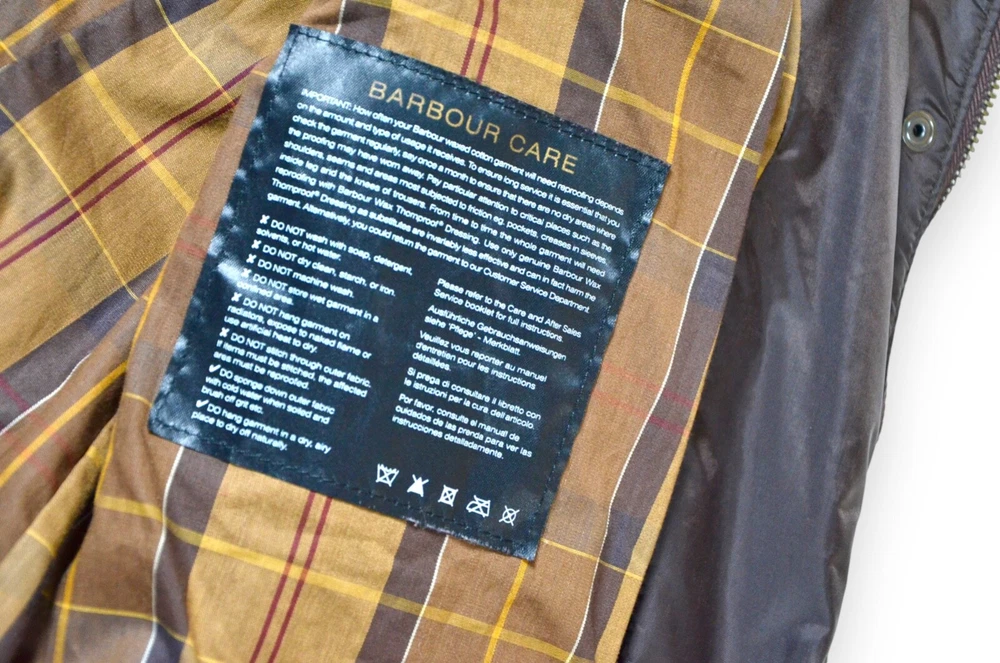 BARBOUR CARE
IMPORTANT: How often your Barbour waxed cotton garment will need reproofing depends
on the amount and type of usage it receives. To ensure long service it is essential that you
check the garment regularly, say once a month to ensure that there are no dry areas where
the proofing may have worn away. Pay particular attention to critical places such as the
shoulders, seams and areas most subjected to friction eg. pockets, creases in sleeves,
inside leg and the knees of trousers. From time to time the whole garment will need
reproofing with Barbour Wax Thornproof® Dressing. Use only genuine Barbour Wax
Thornproof® Dressing as substitutes are invariably less effective and can in fact harm the
garment. Alternatively, you could return the garment to our Customer Service Department.
✗ DO NOT wash with soap, detergent,
solvents, or hot water.
✗ DO NOT dry clean, starch, or iron.
✗ DO NOT machine wash.
✗ DO NOT store wet garment in a
confined area.
✗ DO NOT hang garment on
radiators, expose to naked flame or
use artificial heat to dry.
✗ DO NOT stitch through outer fabric.
If items must be stitched, the affected
area must be reproofed.
✓ DO sponge down outer fabric
with cold water when soiled and
brush off grit etc.
✓ DO hang garment in a dry, airy
place to dry off naturally.
Please refer to the Care and After Sales
Service booklet for full instructions.
Ausführliche Gebrauchsanweisungen
siehe 'Pflege' - Merkblatt.
Veuillez vous reporter au manuel
d'entretien pour les instructions
détaillées.
Si prega di consultare il libretto con
le istruzioni per la cura dell'articolo.
Por favor, consulte el manual de
cuidados de las prenda para ver las
instrucciones detalladamente.